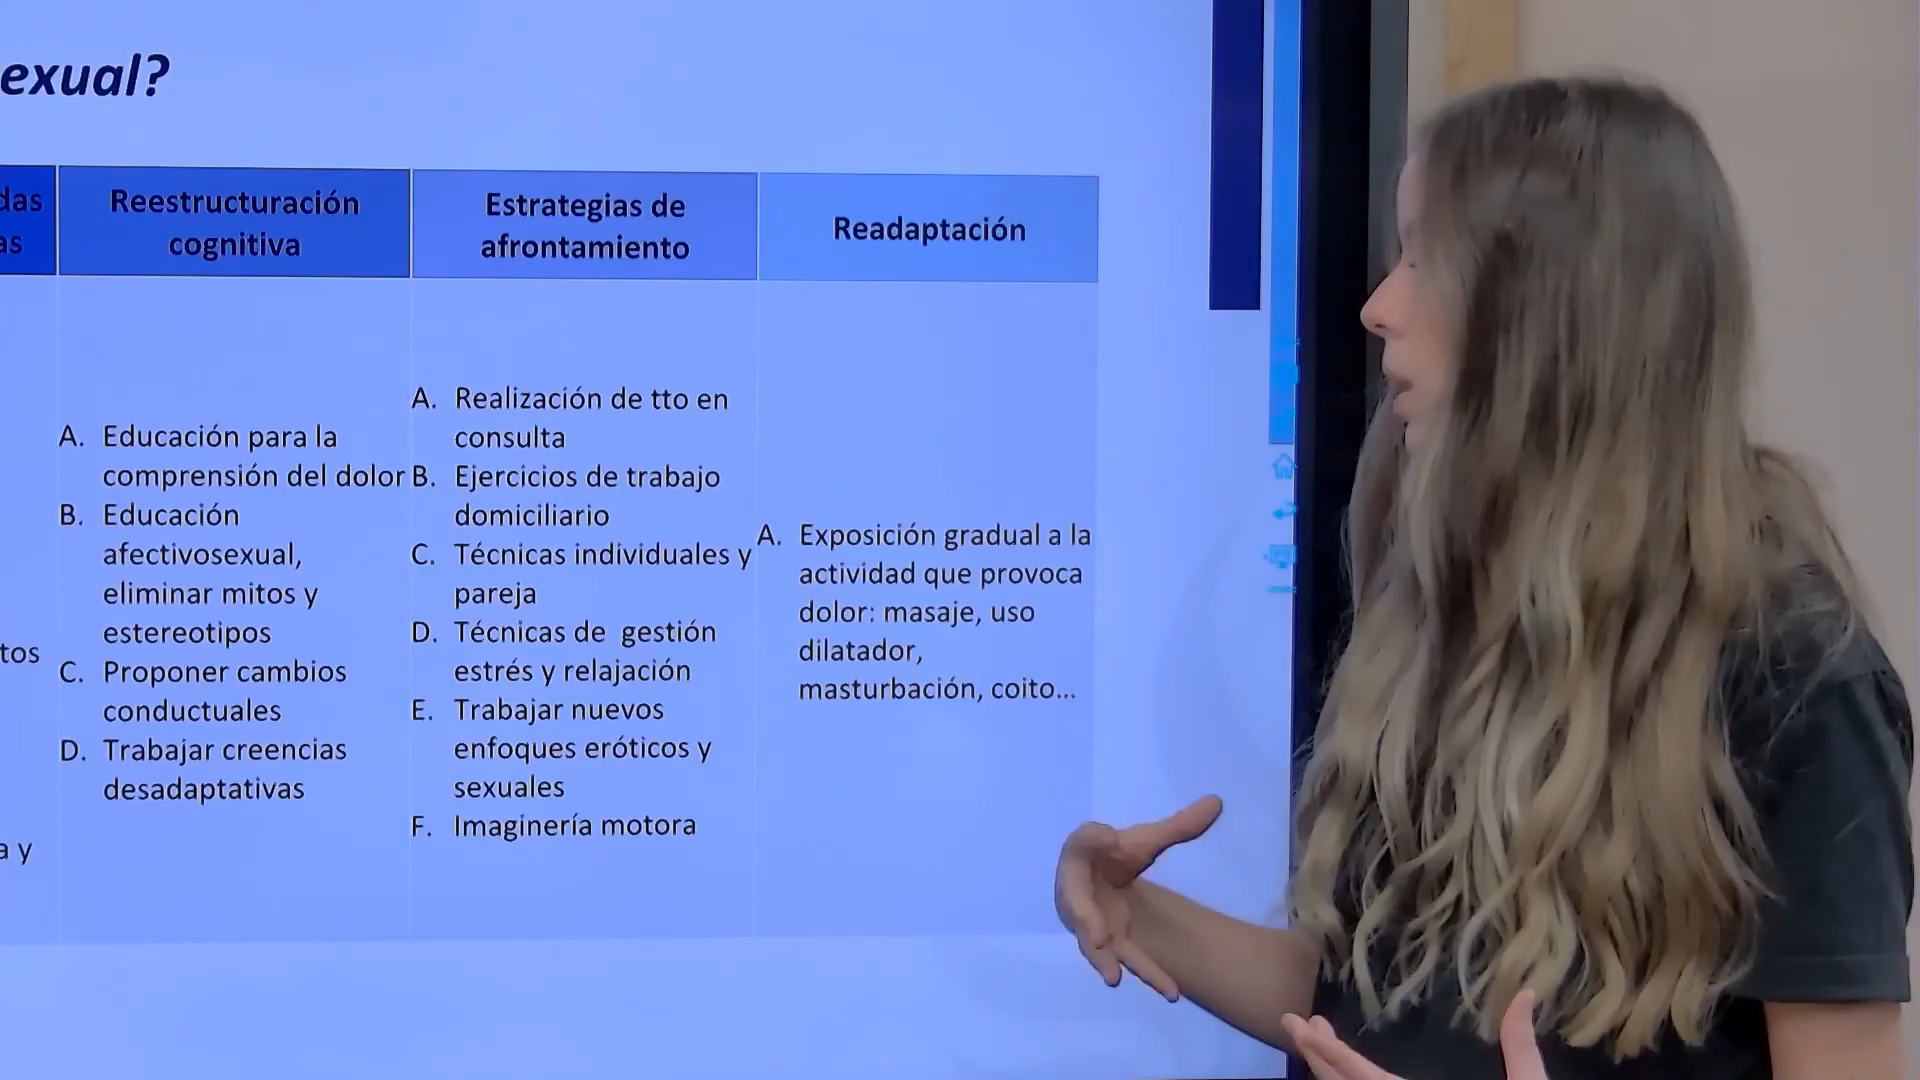 exual?
das
as
Reestructuración
cognitiva
Estrategias de
afrontamiento
Readaptación
tos
a y
A. Educación para la
comprensión del dolor
B. Educación
afectivosexual,
eliminar mitos y
estereotipos
C. Proponer cambios
conductuales
D. Trabajar creencias
desadaptativas
A. Realización de tto en
consulta
B. Ejercicios de trabajo
domiciliario
C. Técnicas individuales y
pareja
D. Técnicas de gestión
estrés y relajación
E. Trabajar nuevos
enfoques eróticos y
sexuales
F. Imaginería motora
A. Exposición gradual a la
actividad que provoca
dolor: masaje, uso
dilatador,
masturbación, coito...